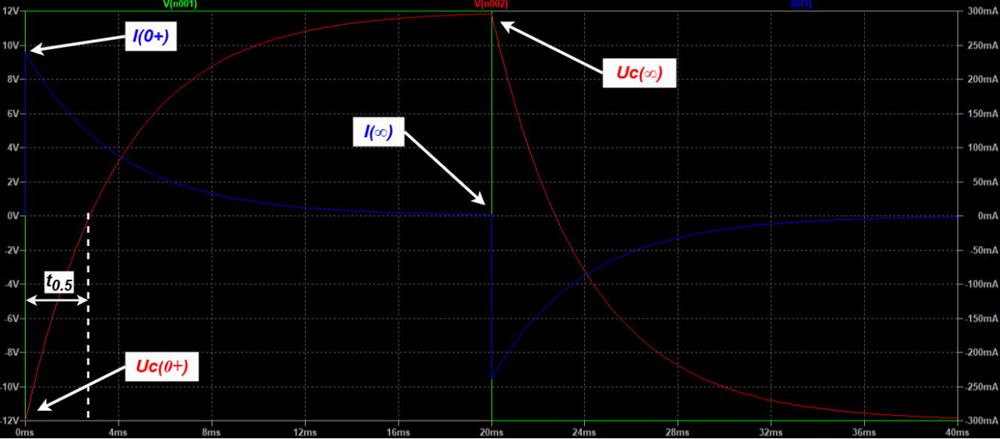 V(n001) V(n002) I(R1)
12V 300mA
I(0+)
10V 250mA
Uc(∞)
8V 200mA
6V 150mA
I(∞)
4V 100mA
2V 50mA
0V 0mA
-2V -50mA
t0.5
-4V -100mA
-6V -150mA
-8V -200mA
Uc(0+)
-10V -250mA
-12V -300mA
0ms 4ms 8ms 12ms 16ms 20ms 24ms 28ms 32ms 36ms 40ms